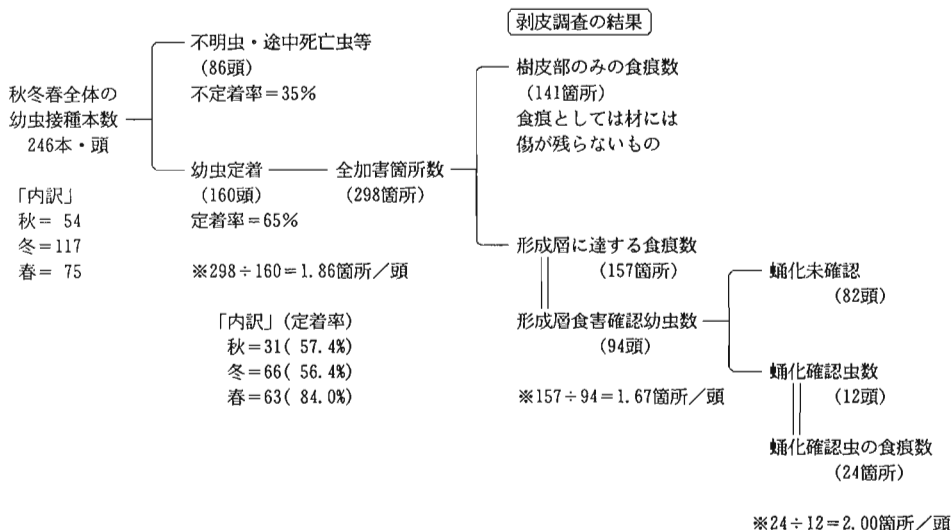 剥皮調査の結果
不明虫・途中死亡虫等
(86頭)
不定着率＝35%
秋冬春全体の
幼虫接種本数
246本・頭
「内訳」
秋＝ 54
冬＝117
春＝ 75
幼虫定着
(160頭)
定着率＝65%
※298÷160＝1.86箇所／頭
「内訳」(定着率)
秋＝31( 57.4%)
冬＝66( 56.4%)
春＝63( 84.0%)
全加害箇所数
(298箇所)
樹皮部のみの食痕数
(141箇所)
食痕としては材には
傷が残らないもの
形成層に達する食痕数
(157箇所)
形成層食害確認幼虫数
(94頭)
※157÷94＝1.67箇所／頭
蛹化未確認
(82頭)
蛹化確認虫数
(12頭)
蛹化確認虫の食痕数
(24箇所)
※24÷12＝2.00箇所／頭